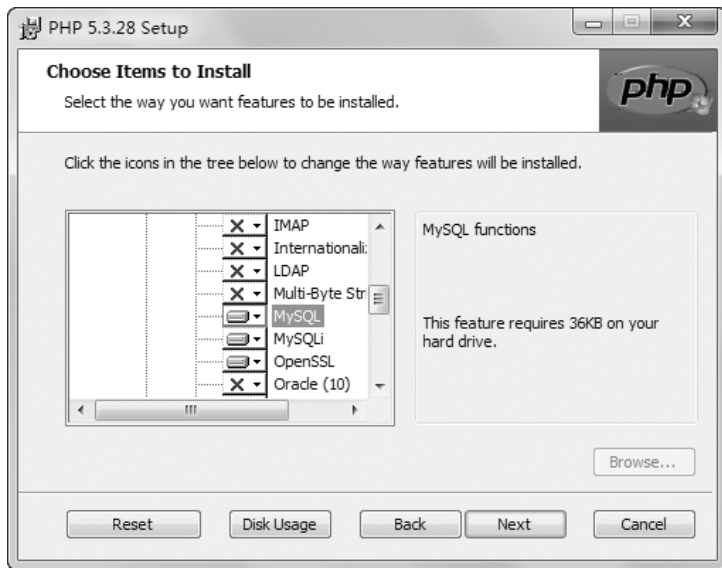 PHP 5.3.28 Setup
Choose Items to Install
Select the way you want features to be installed.
php
Click the icons in the tree below to change the way features will be installed.
IMAP
Internationali
LDAP
Multi-Byte Str
MySQL
MySQLi
OpenSSL
Oracle (10)
MySQL functions
This feature requires 36KB on your
hard drive.
Browse...
Reset
Disk Usage
Back
Next
Cancel